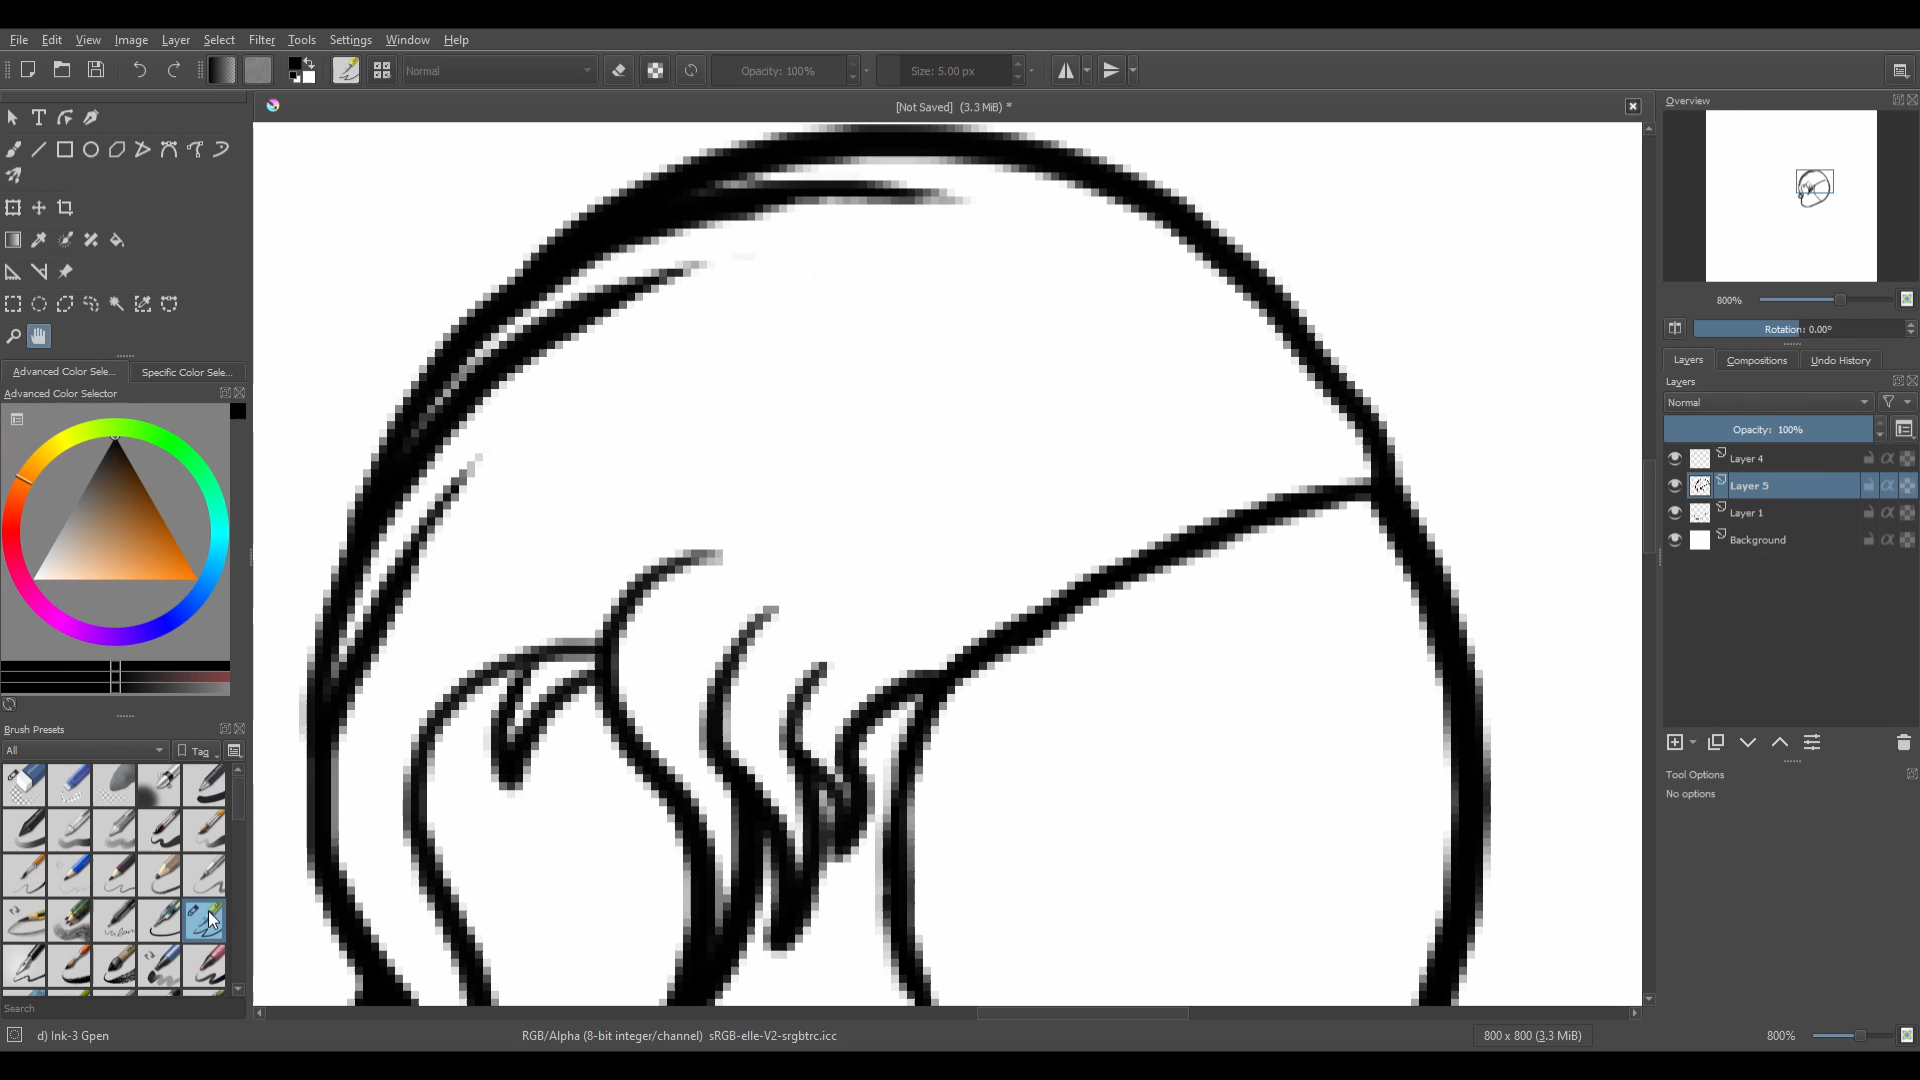 File Edit View Image Layer Select Filter Tools Settings Window Help
Normal Opacity: 100% Size: 5.00 px
[Not Saved] (3.3 MiB) *
Advanced Color Sele... Specific Color Sele...
Advanced Color Selector
Brush Presets
All Tag
Search
d) Ink-3 Gpen RGB/Alpha (8-bit integer/channel) sRGB-elle-V2-srgbtrc.icc 800 x 800 (3.3 MiB) 800%
Overview
800%
Rotation: 0.00°
Layers Compositions Undo History
Layers
Normal
Opacity: 100%
Layer 4
Layer 5
Layer 1
Background
Tool Options
No options